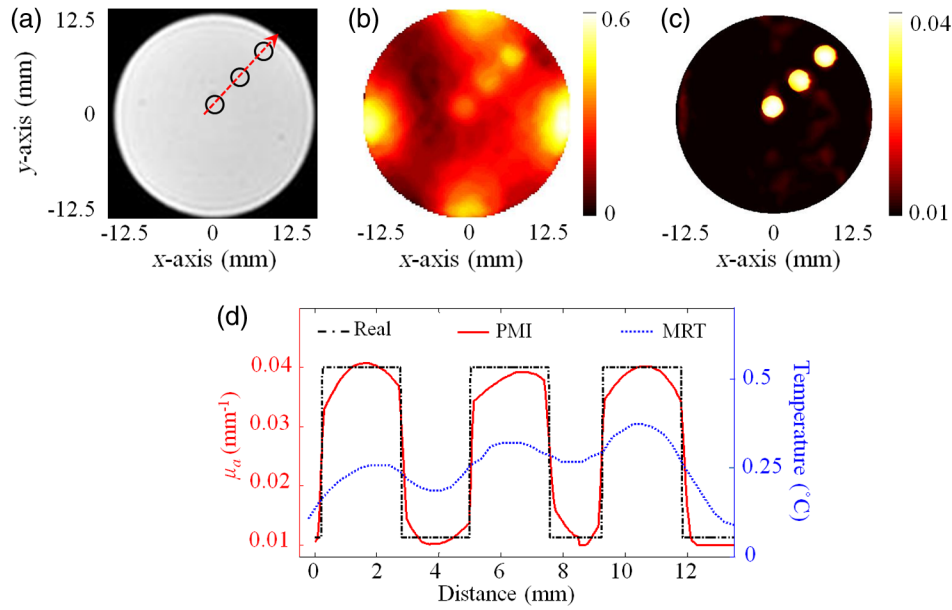 (a)
(b)
(c)
12.5
0
-12.5
y-axis (mm)
-12.5 0 12.5
x-axis (mm)
0.6
0
-12.5 0 12.5
x-axis (mm)
0.04
0.01
-12.5 0 12.5
x-axis (mm)
(d)
Real PMI MRT
0.04
0.03
0.02
0.01
μa (mm-1)
0.5
0.25
0
Temperature (°C)
0 2 4 6 8 10 12
Distance (mm)